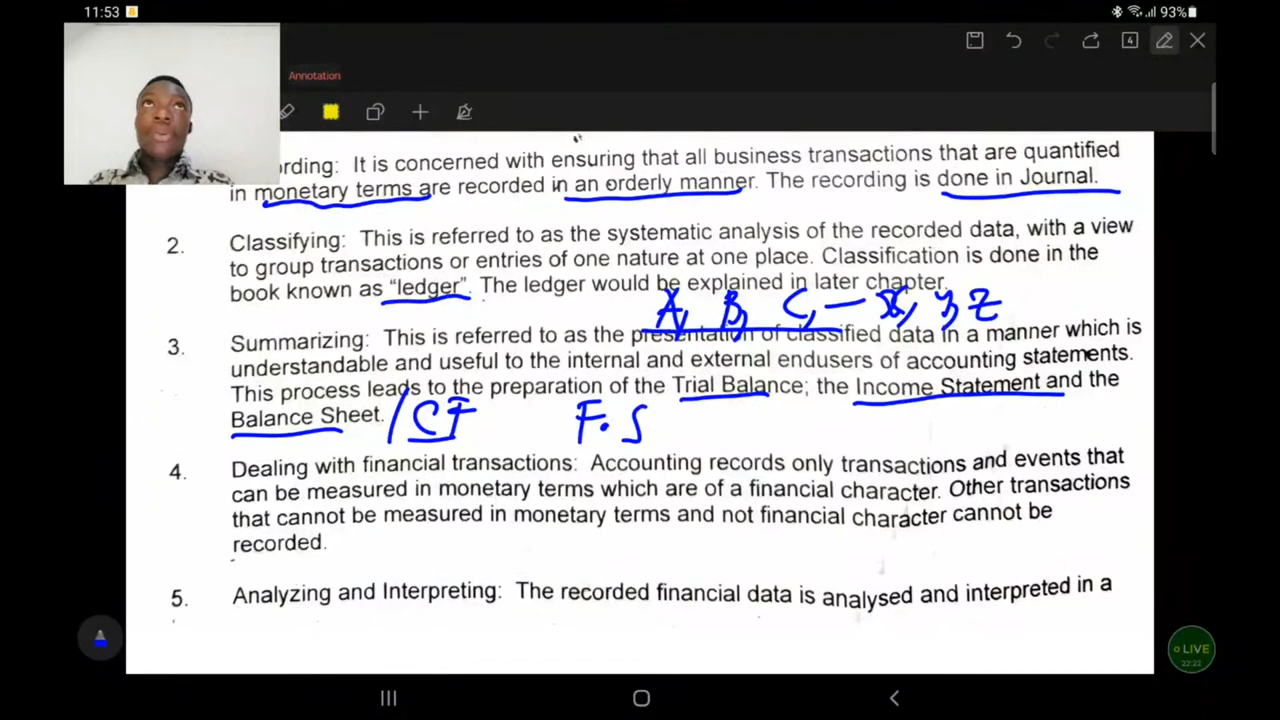 11:53
93%
4
Annotation
ording: It is concerned with ensuring that all business transactions that are quantified
in monetary terms are recorded in an orderly manner. The recording is done in Journal.
2. Classifying: This is referred to as the systematic analysis of the recorded data, with a view
to group transactions or entries of one nature at one place. Classification is done in the
book known as “ledger”. The ledger would be explained in later chapter.
A, B, C, — X, Y, Z
3. Summarizing: This is referred to as the presentation of classified data in a manner which is
understandable and useful to the internal and external endusers of accounting statements.
This process leads to the preparation of the Trial Balance; the Income Statement and the
Balance Sheet. / CF F. S
4. Dealing with financial transactions: Accounting records only transactions and events that
can be measured in monetary terms which are of a financial character. Other transactions
that cannot be measured in monetary terms and not financial character cannot be
recorded.
5. Analyzing and Interpreting: The recorded financial data is analysed and interpreted in a
LIVE
22:22